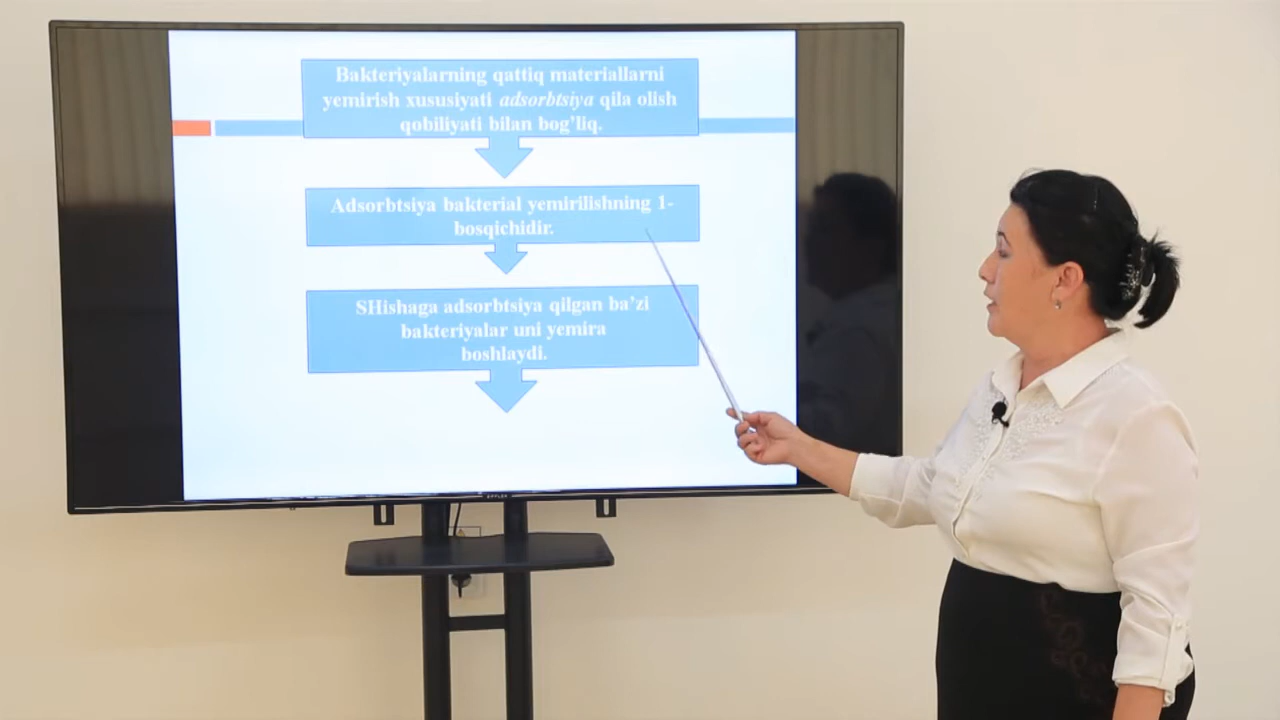 Bakteriyalarning qattiq materiallarni
yemirish xususiyati adsorbtsiya qila olish
qobiliyati bilan bog’liq.
Adsorbtsiya bakterial yemirilishning 1-
bosqichidir.
SHishaga adsorbtsiya qilgan ba’zi
bakteriyalar uni yemira
boshlaydi.